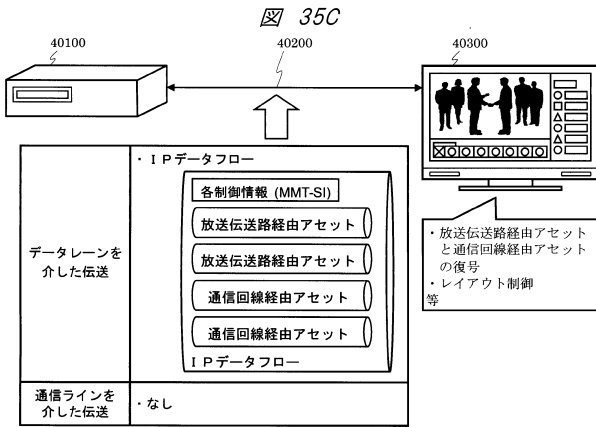 図 35C
40100
40200
40300
・ＩＰデータフロー
各制御情報 (MMT-SI)
放送伝送路経由アセット
放送伝送路経由アセット
通信回線経由アセット
通信回線経由アセット
ＩＰデータフロー
データレーンを
介した伝送
通信ラインを
介した伝送
・なし
・放送伝送路経由アセット
と通信回線経由アセット
の復号
・レイアウト制御
等